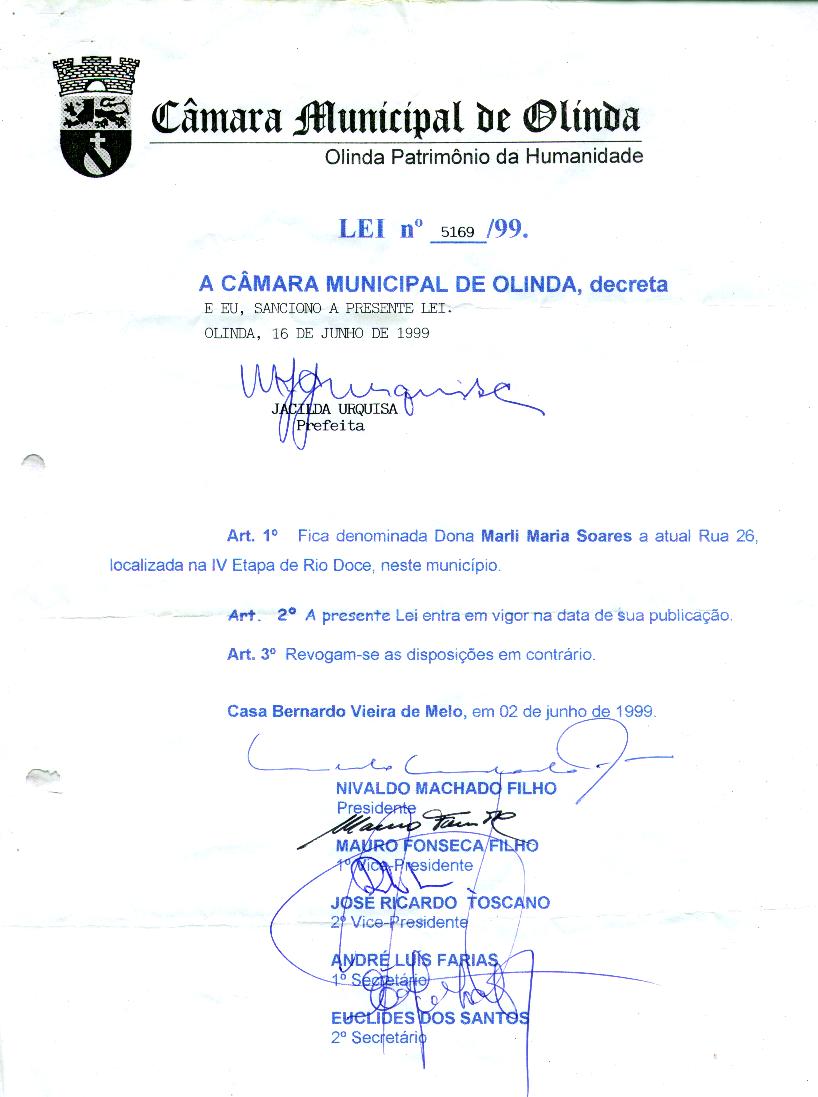 Câmara Municipal de Olinda
Olinda Patrimônio da Humanidade
LEI nº 5169 /99.
A CÂMARA MUNICIPAL DE OLINDA, decreta
E EU, SANCIONO A PRESENTE LEI.
OLINDA, 16 DE JUNHO DE 1999
JACILDA URQUISA
Prefeita
Art. 1º Fica denominada Dona Marli Maria Soares a atual Rua 26,
localizada na IV Etapa de Rio Doce, neste município.
Art. 2º A presente Lei entra em vigor na data de sua publicação.
Art. 3º Revogam-se as disposições em contrário.
Casa Bernardo Vieira de Melo, em 02 de junho de 1999.
NIVALDO MACHADO FILHO
Presidente
MAURO FONSECA FILHO
1º Vice-Presidente
JOSÉ RICARDO TOSCANO
2º Vice-Presidente
ANDRÉ LUÍS FARIAS
1º Secretário
EUCLIDES DOS SANTOS
2º Secretário